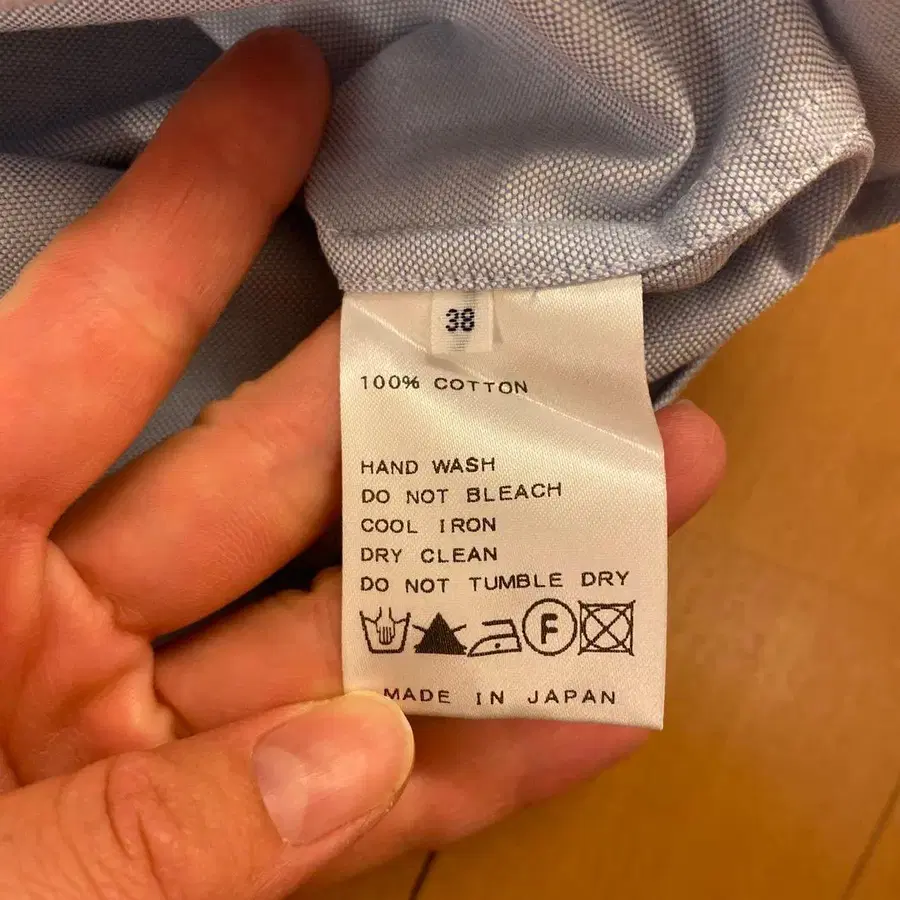 38
100% COTTON
HAND WASH
DO NOT BLEACH
COOL IRON
DRY CLEAN
DO NOT TUMBLE DRY
F
MADE IN JAPAN